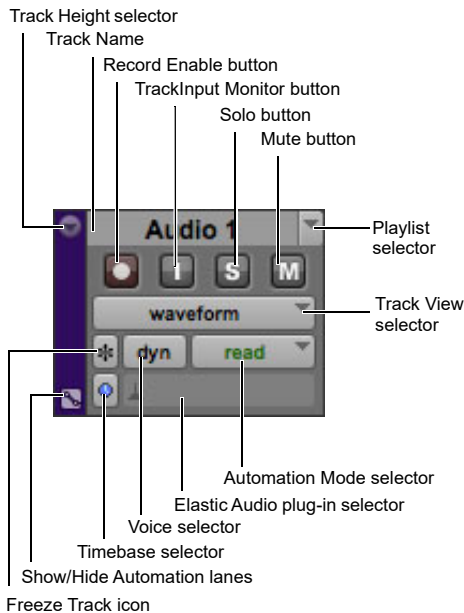 Track Height selector
Track Name
Record Enable button
TrackInput Monitor button
Solo button
Mute button
Audio 1
Playlist
selector
I S M
waveform
Track View
selector
dyn read
Automation Mode selector
Elastic Audio plug-in selector
Voice selector
Timebase selector
Show/Hide Automation lanes
Freeze Track icon